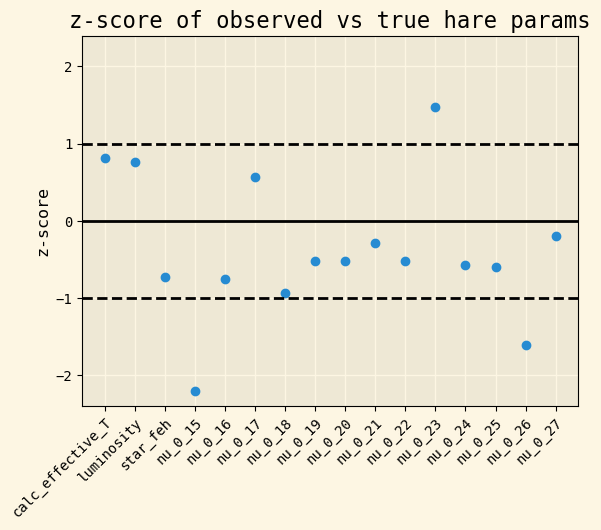 z-score of observed vs true hare params
z-score
2
1
0
−1
−2
calc_effective_T
luminosity
star_feh
nu_0_15
nu_0_16
nu_0_17
nu_0_18
nu_0_19
nu_0_20
nu_0_21
nu_0_22
nu_0_23
nu_0_24
nu_0_25
nu_0_26
nu_0_27